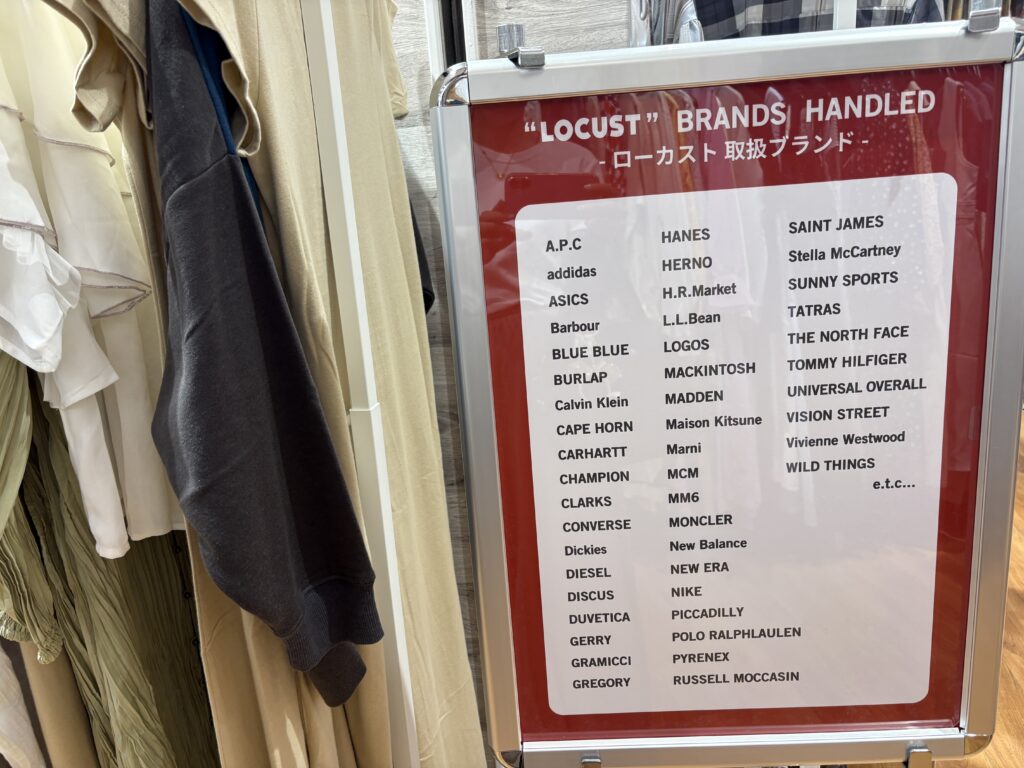 “LOCUST” BRANDS HANDLED
- ローカスト 取扱ブランド -
A.P.C
addidas
ASICS
Barbour
BLUE BLUE
BURLAP
Calvin Klein
CAPE HORN
CARHARTT
CHAMPION
CLARKS
CONVERSE
Dickies
DIESEL
DISCUS
DUVETICA
GERRY
GRAMICCI
GREGORY
HANES
HERNO
H.R.Market
L.L.Bean
LOGOS
MACKINTOSH
MADDEN
Maison Kitsune
Marni
MCM
MM6
MONCLER
New Balance
NEW ERA
NIKE
PICCADILLY
POLO RALPHLAULEN
PYRENEX
RUSSELL MOCCASIN
SAINT JAMES
Stella McCartney
SUNNY SPORTS
TATRAS
THE NORTH FACE
TOMMY HILFIGER
UNIVERSAL OVERALL
VISION STREET
Vivienne Westwood
WILD THINGS
e.t.c...